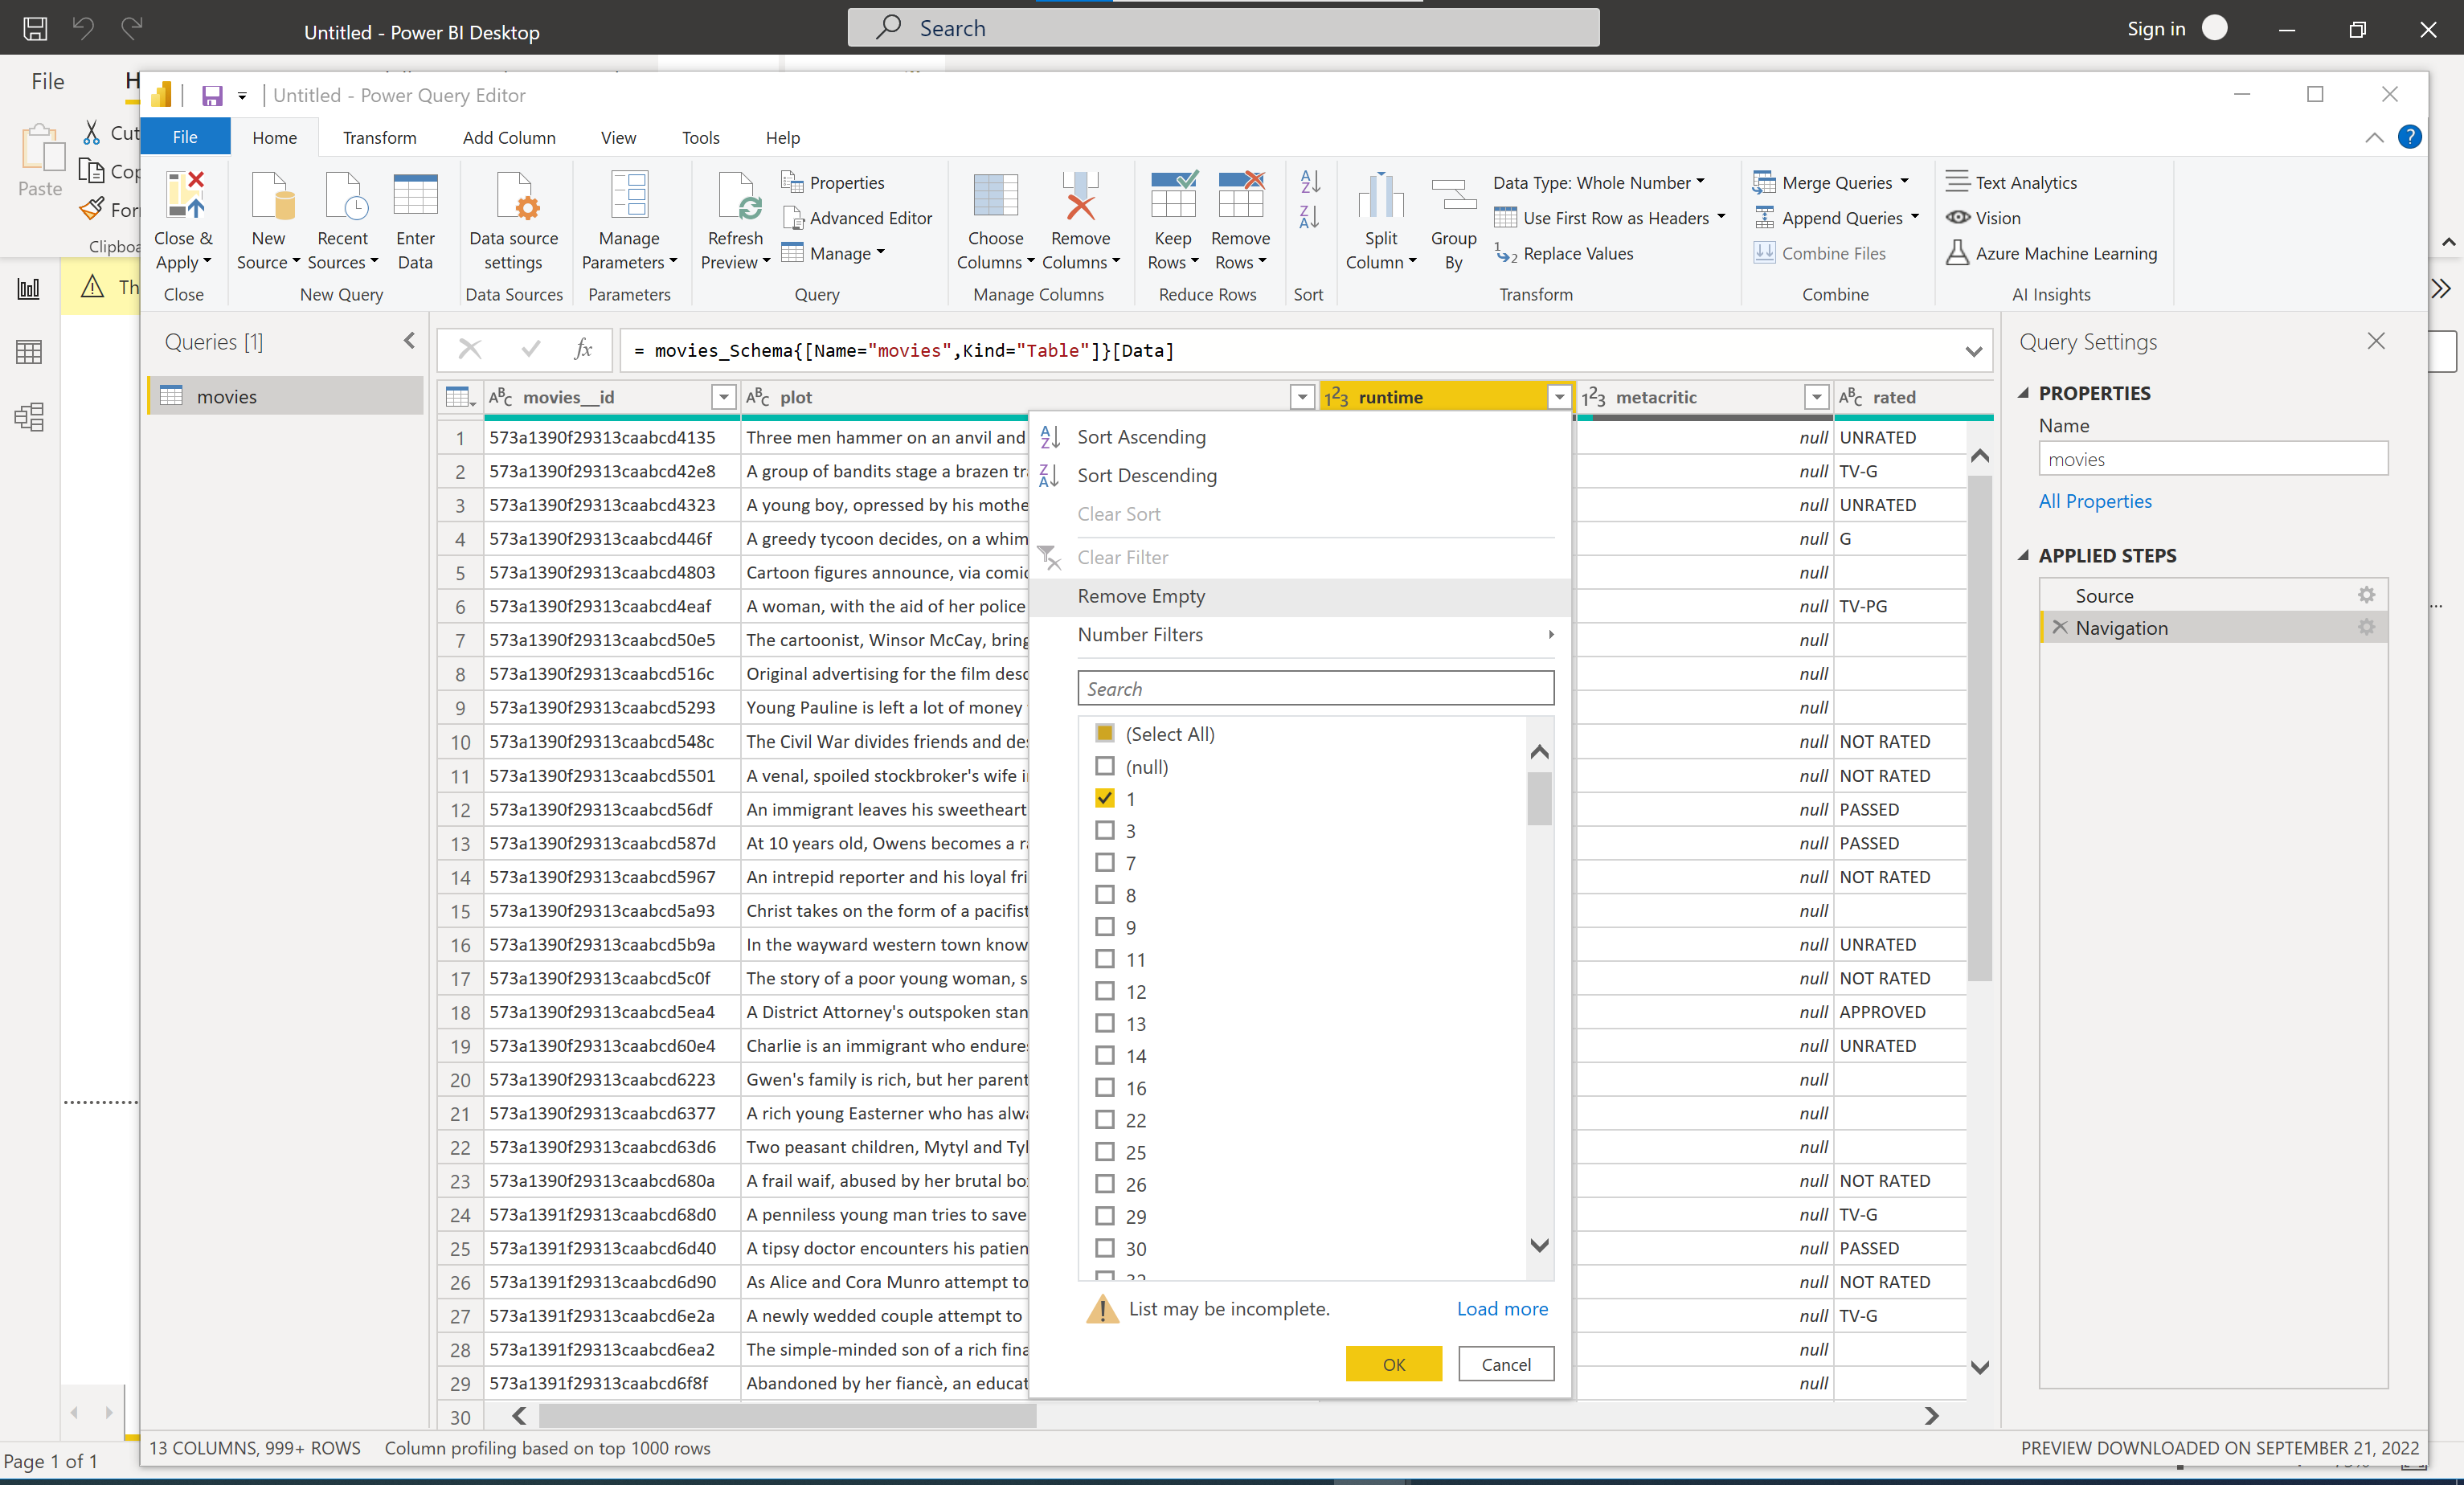 Untitled - Power BI Desktop
Search
Sign in
File
Paste
Cut
Untitled - Power Query Editor
File Home Transform Add Column View Tools Help
Close & Apply
Close
New Source
Recent Sources
Enter Data
New Query
Data source settings
Data Sources
Manage Parameters
Parameters
Refresh Preview
Properties
Advanced Editor
Manage
Query
Choose Columns
Remove Columns
Manage Columns
Keep Rows
Remove Rows
Reduce Rows
Sort
Split Column
Group By
Data Type: Whole Number
Use First Row as Headers
Replace Values
Transform
Merge Queries
Append Queries
Combine Files
Combine
Text Analytics
Vision
Azure Machine Learning
AI Insights
Queries [1]
movies
fx
= movies_Schema{[Name="movies",Kind="Table"]}[Data]
movies__id plot runtime metacritic rated
1 573a1390f29313caabcd4135 Three men hammer on an anvil and null UNRATED
2 573a1390f29313caabcd42e8 A group of bandits stage a brazen null TV-G
3 573a1390f29313caabcd4323 A young boy, opressed by his null UNRATED
4 573a1390f29313caabcd446f A greedy tycoon decides, on a whim null G
5 573a1390f29313caabcd4803 Cartoon figures announce, via null
6 573a1390f29313caabcd4eaf A woman, with the aid of her police null TV-PG
7 573a1390f29313caabcd50e5 The cartoonist, Winsor McCay, null
8 573a1390f29313caabcd516c Original advertising for the film null
9 573a1390f29313caabcd5293 Young Pauline is left a lot of money null
10 573a1390f29313caabcd548c The Civil War divides friends and null NOT RATED
11 573a1390f29313caabcd5501 A venal, spoiled stockbroker's wife null NOT RATED
12 573a1390f29313caabcd56df An immigrant leaves his sweetheart null PASSED
13 573a1390f29313caabcd587d At 10 years old, Owens becomes a null PASSED
14 573a1390f29313caabcd5967 An intrepid reporter and his loyal null NOT RATED
15 573a1390f29313caabcd5a93 Christ takes on the form of a pacifist null
16 573a1390f29313caabcd5b9a In the wayward western town know null UNRATED
17 573a1390f29313caabcd5c0f The story of a poor young woman, null NOT RATED
18 573a1390f29313caabcd5ea4 A District Attorney's outspoken null APPROVED
19 573a1390f29313caabcd60e4 Charlie is an immigrant who null UNRATED
20 573a1390f29313caabcd6223 Gwen's family is rich, but her parent null
21 573a1390f29313caabcd6377 A rich young Easterner who has null
22 573a1390f29313caabcd63d6 Two peasant children, Mytyl and null
23 573a1390f29313caabcd680a A frail waif, abused by her brutal null NOT RATED
24 573a1391f29313caabcd68d0 A penniless young man tries to save null TV-G
25 573a1391f29313caabcd6d40 A tipsy doctor encounters his null PASSED
26 573a1391f29313caabcd6d90 As Alice and Cora Munro attempt to null NOT RATED
27 573a1391f29313caabcd6e2a A newly wedded couple attempt to null TV-G
28 573a1391f29313caabcd6ea2 The simple-minded son of a rich null
29 573a1391f29313caabcd6f8f Abandoned by her fiancè, an null
30
Sort Ascending
Sort Descending
Clear Sort
Clear Filter
Remove Empty
Number Filters
Search
(Select All)
(null)
1
3
7
8
9
11
12
13
14
16
22
25
26
29
30
List may be incomplete. Load more
OK Cancel
Query Settings
PROPERTIES
Name
movies
All Properties
APPLIED STEPS
Source
Navigation
13 COLUMNS, 999+ ROWS Column profiling based on top 1000 rows
PREVIEW DOWNLOADED ON SEPTEMBER 21, 2022
Page 1 of 1